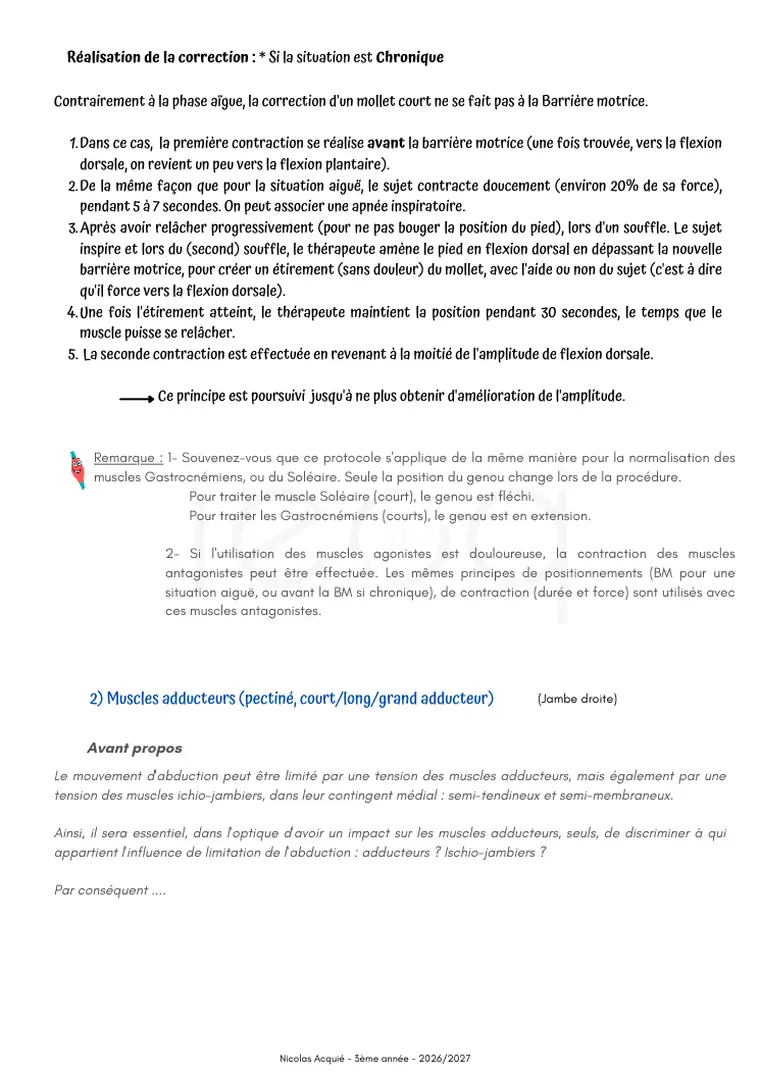 Réalisation de la correction : * Si la situation est Chronique
Contrairement à la phase aïgue, la correction d'un mollet court ne se fait pas à la Barrière motrice.
1. Dans ce cas, la première contraction se réalise avant la barrière motrice (une fois trouvée, vers la flexion
dorsale, on revient un peu vers la flexion plantaire).
2. De la même façon que pour la situation aiguë, le sujet contracte doucement (environ 20% de sa force),
pendant 5 à 7 secondes. On peut associer une apnée inspiratoire.
3. Après avoir relâcher progressivement (pour ne pas bouger la position du pied), lors d'un souffle. Le sujet
inspire et lors du (second) souffle, le thérapeute amène le pied en flexion dorsal en dépassant la nouvelle
barrière motrice, pour créer un étirement (sans douleur) du mollet, avec l'aide ou non du sujet (c'est à dire
qu'il force vers la flexion dorsale).
4. Une fois l'étirement atteint, le thérapeute maintient la position pendant 30 secondes, le temps que le
muscle puisse se relâcher.
5. La seconde contraction est effectuée en revenant à la moitié de l'amplitude de flexion dorsale.
Ce principe est poursuivi jusqu'à ne plus obtenir d'amélioration de l'amplitude.
Remarque : 1- Souvenez-vous que ce protocole s'applique de la même manière pour la normalisation des
muscles Gastrocnémiens, ou du Soléaire. Seule la position du genou change lors de la procédure.
Pour traiter le muscle Soléaire (court), le genou est fléchi.
Pour traiter les Gastrocnémiens (courts), le genou est en extension.
2- Si l'utilisation des muscles agonistes est douloureuse, la contraction des muscles
antagonistes peut être effectuée. Les mêmes principes de positionnements (BM pour une
situation aiguë, ou avant la BM si chronique), de contraction (durée et force) sont utilisés avec
ces muscles antagonistes.
2) Muscles adducteurs (pectiné, court/long/grand adducteur) (Jambe droite)
Avant propos
Le mouvement d'abduction peut être limité par une tension des muscles adducteurs, mais également par une
tension des muscles ichio-jambiers, dans leur contingent médial : semi-tendineux et semi-membraneux.
Ainsi, il sera essentiel, dans l'optique d'avoir un impact sur les muscles adducteurs, seuls, de discriminer à qui
appartient l'influence de limitation de l'abduction : adducteurs ? Ischio-jambiers ?
Par conséquent ....
Nicolas Acquié - 3ème année - 2026/2027